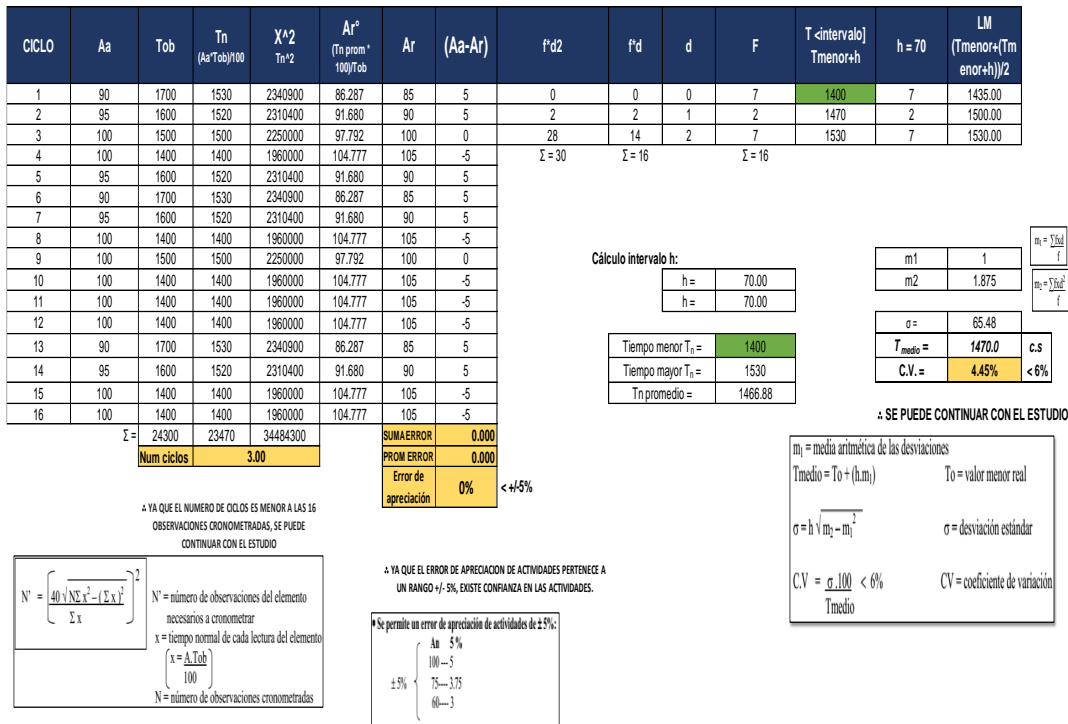 CICLO Aa Tob Tn (Aa*Tob)/100 X^2 Tn^2 Ar° (Tn prom * 100)/Tob Ar (Aa-Ar) f*d2 f*d d F T <intervalo] Tmenor+h h = 70 LM (Tmenor+(Tmenor+h))/2
1 90 1700 1530 2340900 86.287 85 5 0 0 0 7 1400 7 1435.00
2 95 1600 1520 2310400 91.680 90 5 2 2 1 2 1470 2 1500.00
3 100 1500 1500 2250000 97.792 100 0 28 14 2 7 1530 7 1530.00
4 100 1400 1400 1960000 104.777 105 -5 Σ = 30 Σ = 16 Σ = 16
5 95 1600 1520 2310400 91.680 90 5
6 90 1700 1530 2340900 86.287 85 5
7 95 1600 1520 2310400 91.680 90 5
8 100 1400 1400 1960000 104.777 105 -5
9 100 1500 1500 2250000 97.792 100 0
10 100 1400 1400 1960000 104.777 105 -5
11 100 1400 1400 1960000 104.777 105 -5
12 100 1400 1400 1960000 104.777 105 -5
13 90 1700 1530 2340900 86.287 85 5
14 95 1600 1520 2310400 91.680 90 5
15 100 1400 1400 1960000 104.777 105 -5
16 100 1400 1400 1960000 104.777 105 -5
Σ = 24300 23470 34484300 SUMA ERROR 0.000
Num ciclos 3.00 PROM ERROR 0.000
Error de apreciación 0% < +/-5%
Cálculo intervalo h:
h = 70.00
h = 70.00
Tiempo menor Tn = 1400
Tiempo mayor Tn = 1530
Tn promedio = 1466.88
m1 1
m₁ = ∑fxd / f
m2 1.875
m₂ = ∑fxd² / f
σ = 65.48
T medio = 1470.0 c.s
C.V. = 4.45% < 6%
∴ SE PUEDE CONTINUAR CON EL ESTUDIO
m₁ = media aritmética de las desviaciones
Tmedio = To + (h.m₁) To = valor menor real
σ = h √m₂ – m₁² σ = desviación estándar
C.V = σ .100 / Tmedio < 6% CV = coeficiente de variación
∴ YA QUE EL NUMERO DE CICLOS ES MENOR A LAS 16
OBSERVACIONES CRONOMETRADAS, SE PUEDE
CONTINUAR CON EL ESTUDIO
N' = (40 √NΣ x² – (Σ x)² / Σ x)²
N' = número de observaciones del elemento
necesarios a cronometrar
x = tiempo normal de cada lectura del elemento
(x = A.Tob / 100)
N = número de observaciones cronometradas
∴ YA QUE EL ERROR DE APRECIACION DE ACTIVIDADES PERTENECE A
UN RANGO +/- 5%, EXISTE CONFIANZA EN LAS ACTIVIDADES.
• Se permite un error de apreciación de actividades de ± 5%:
An 5 %
100 --- 5
± 5% 75---- 3.75
60---- 3